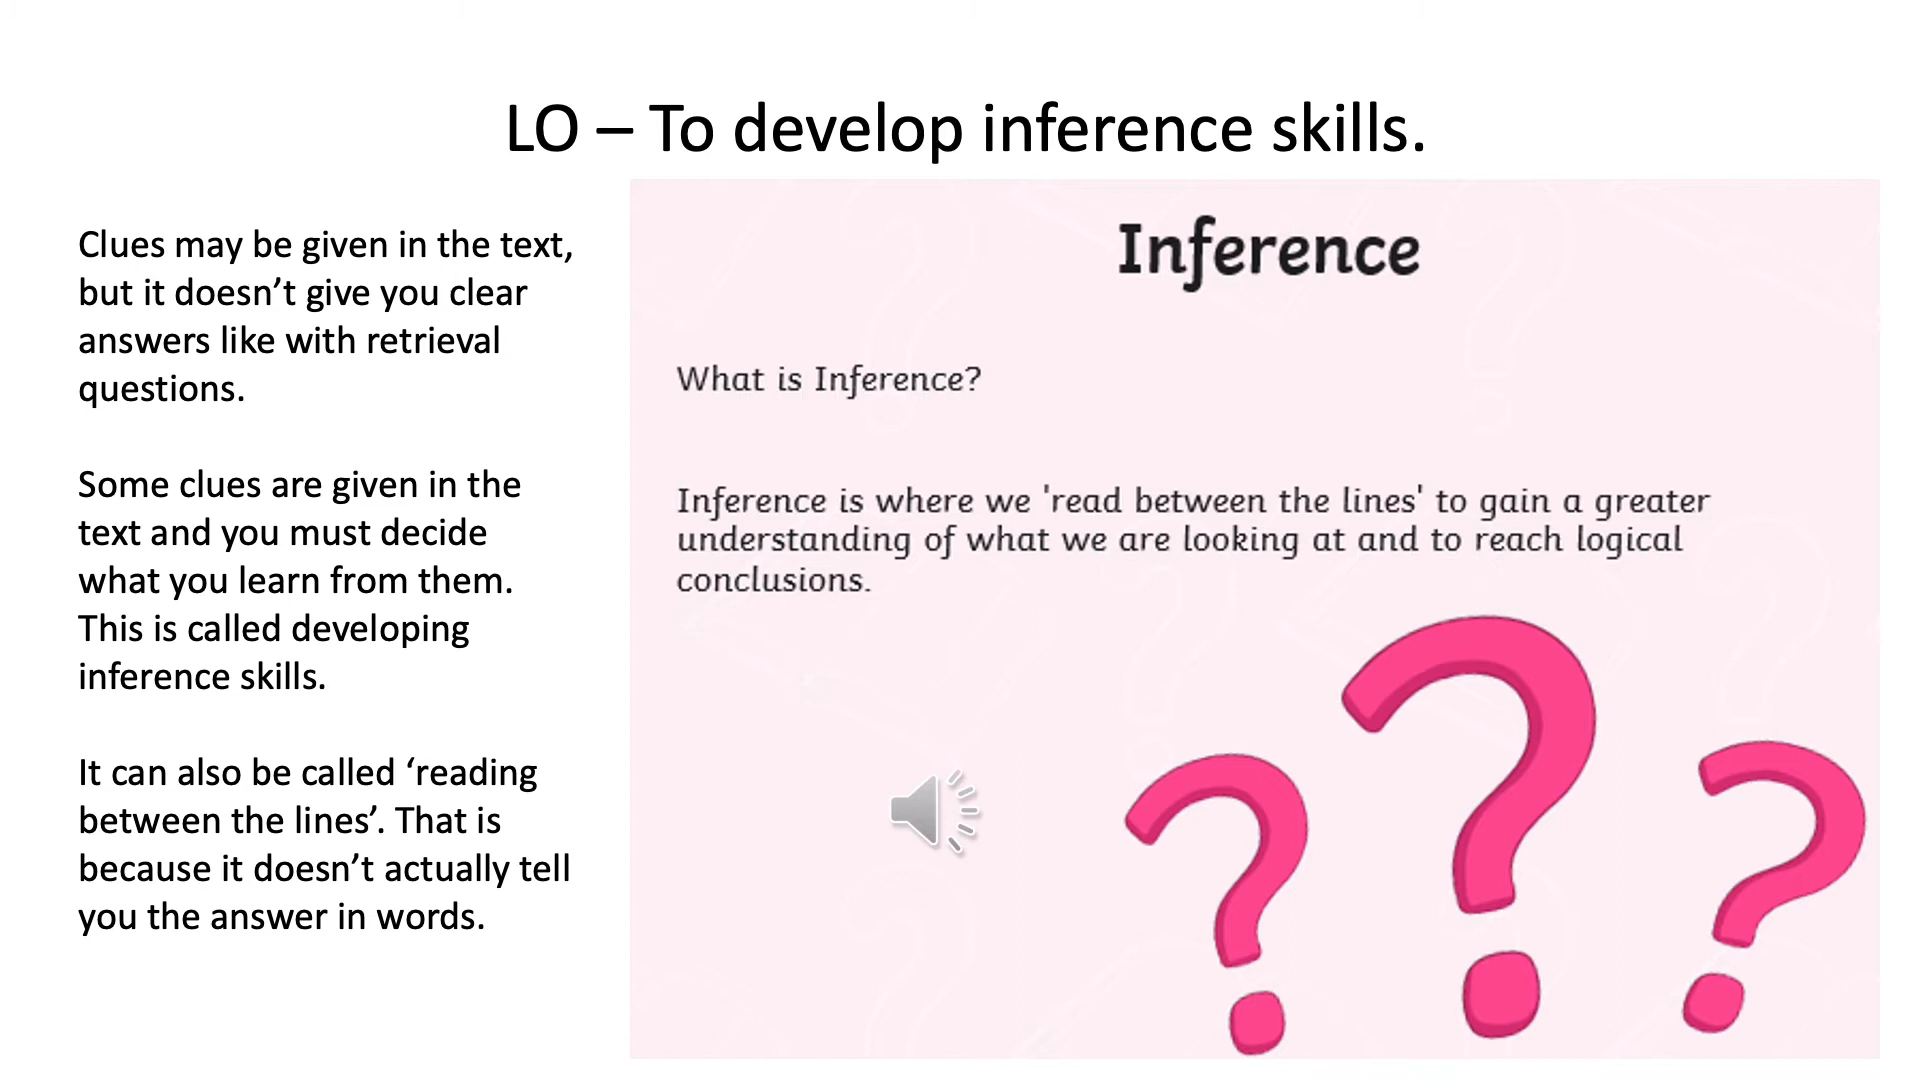 LO – To develop inference skills.
Clues may be given in the text,
but it doesn’t give you clear
answers like with retrieval
questions.
Some clues are given in the
text and you must decide
what you learn from them.
This is called developing
inference skills.
It can also be called ‘reading
between the lines’. That is
because it doesn’t actually tell
you the answer in words.
Inference
What is Inference?
Inference is where we 'read between the lines' to gain a greater
understanding of what we are looking at and to reach logical
conclusions.
? ? ?